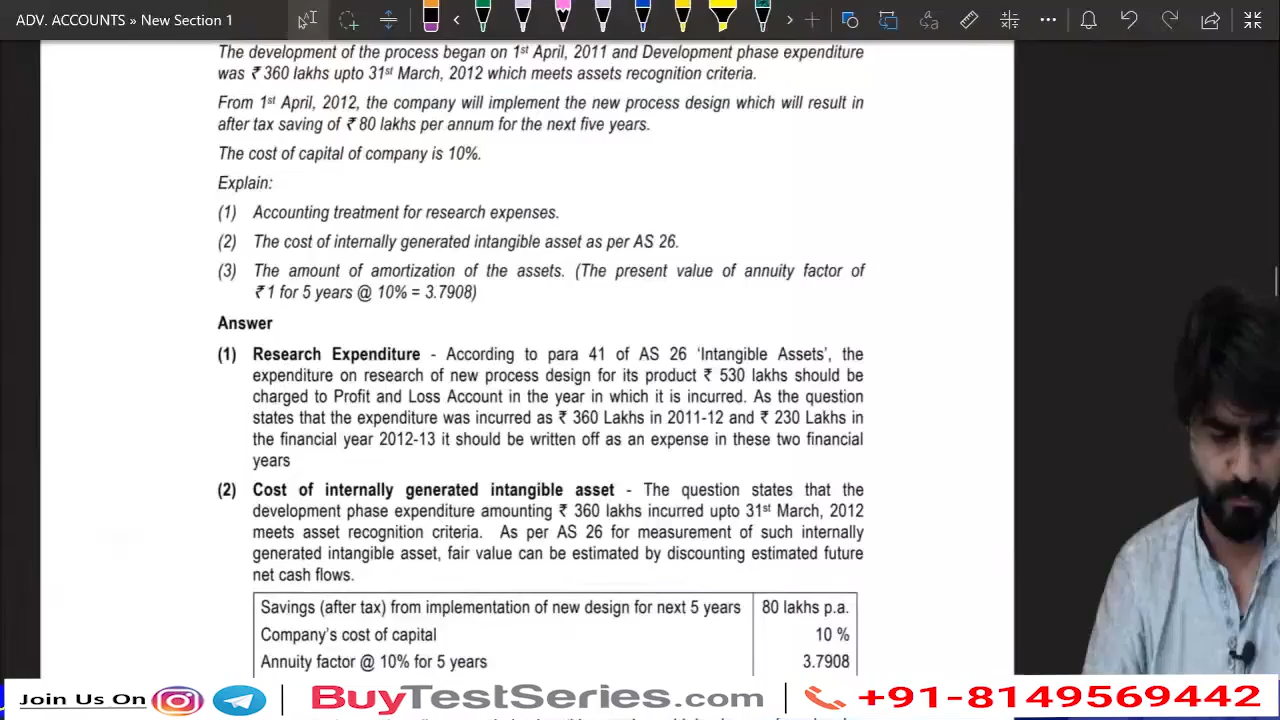 ADV. ACCOUNTS » New Section 1
The development of the process began on 1st April, 2011 and Development phase expenditure
was ₹ 360 lakhs upto 31st March, 2012 which meets assets recognition criteria.
From 1st April, 2012, the company will implement the new process design which will result in
after tax saving of ₹ 80 lakhs per annum for the next five years.
The cost of capital of company is 10%.
Explain:
(1) Accounting treatment for research expenses.
(2) The cost of internally generated intangible asset as per AS 26.
(3) The amount of amortization of the assets. (The present value of annuity factor of
₹ 1 for 5 years @ 10% = 3.7908)
Answer
(1) Research Expenditure - According to para 41 of AS 26 ‘Intangible Assets’, the
expenditure on research of new process design for its product ₹ 530 lakhs should be
charged to Profit and Loss Account in the year in which it is incurred. As the question
states that the expenditure was incurred as ₹ 360 Lakhs in 2011-12 and ₹ 230 Lakhs in
the financial year 2012-13 it should be written off as an expense in these two financial
years
(2) Cost of internally generated intangible asset - The question states that the
development phase expenditure amounting ₹ 360 lakhs incurred upto 31st March, 2012
meets asset recognition criteria. As per AS 26 for measurement of such internally
generated intangible asset, fair value can be estimated by discounting estimated future
net cash flows.
Savings (after tax) from implementation of new design for next 5 years 80 lakhs p.a.
Company’s cost of capital 10 %
Annuity factor @ 10% for 5 years 3.7908
Join Us On BuyTestSeries.com +91-8149569442